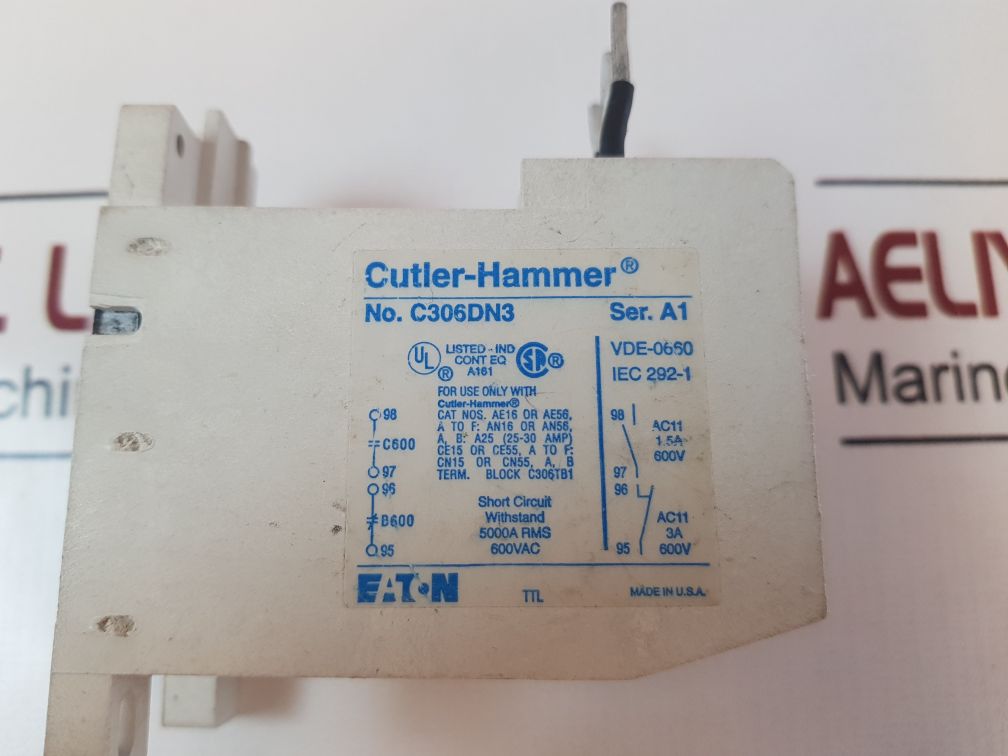 Cutler-Hammer®
No. C306DN3 Ser. A1
UL ® LISTED - IND
CONT EQ
A161
SA ®
FOR USE ONLY WITH
Cutler-Hammer®
CAT NOS. AE16 OR AE56,
A TO F: AN16 OR AN56,
A, B: A25 (25-30 AMP)
CE15 OR CE55, A TO F:
CN15 OR CN55, A, B
TERM. BLOCK C306TB1
98
C600
97
96
B600
95
Short Circuit
Withstand
5000A RMS
600VAC
VDE-0660
IEC 292-1
98
AC11
1.5A
600V
97
96
AC11
3A
600V
95
EATON TTL MADE IN U.S.A.
AELI
Marin
L
chi